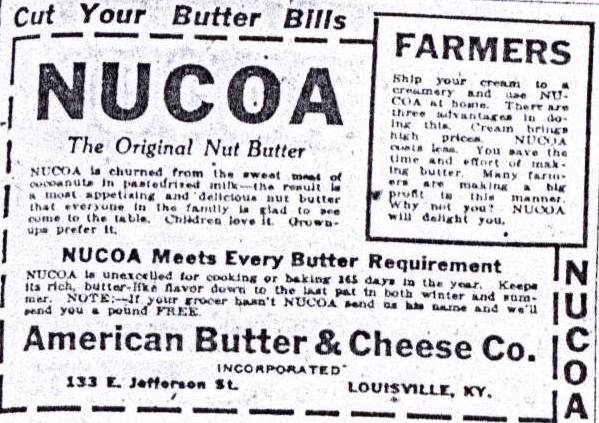 Cut Your Butter Bills
NUCOA
The Original Nut Butter
NUCOA is churned from the sweet meat of
cocoanuts in pasteurized milk—the result is
a most appetising and delicious nut butter
that everyone in the family is glad to see
come to the table. Children love it. Grown-
ups prefer it.
FARMERS
Ship your cream to a
creamery and use NU-
COA at home. There are
three advantages in do-
ing this. Cream brings
high prices. NUCOA
costs less. You save the
time and effort of mak-
ing butter. Many farm-
ers are making a big
profit in this manner.
Why not you? NUCOA
will delight you.
NUCOA Meets Every Butter Requirement
NUCOA is unexcelled for cooking or baking 365 days in the year. Keeps
its rich, butter-like flavor down to the last pat in both winter and sum-
mer. NOTE:—If your grocer hasn't NUCOA send us his name and we'll
send you a pound FREE.
American Butter & Cheese Co.
INCORPORATED
133 E. Jefferson St. LOUISVILLE, KY.
NUCOA